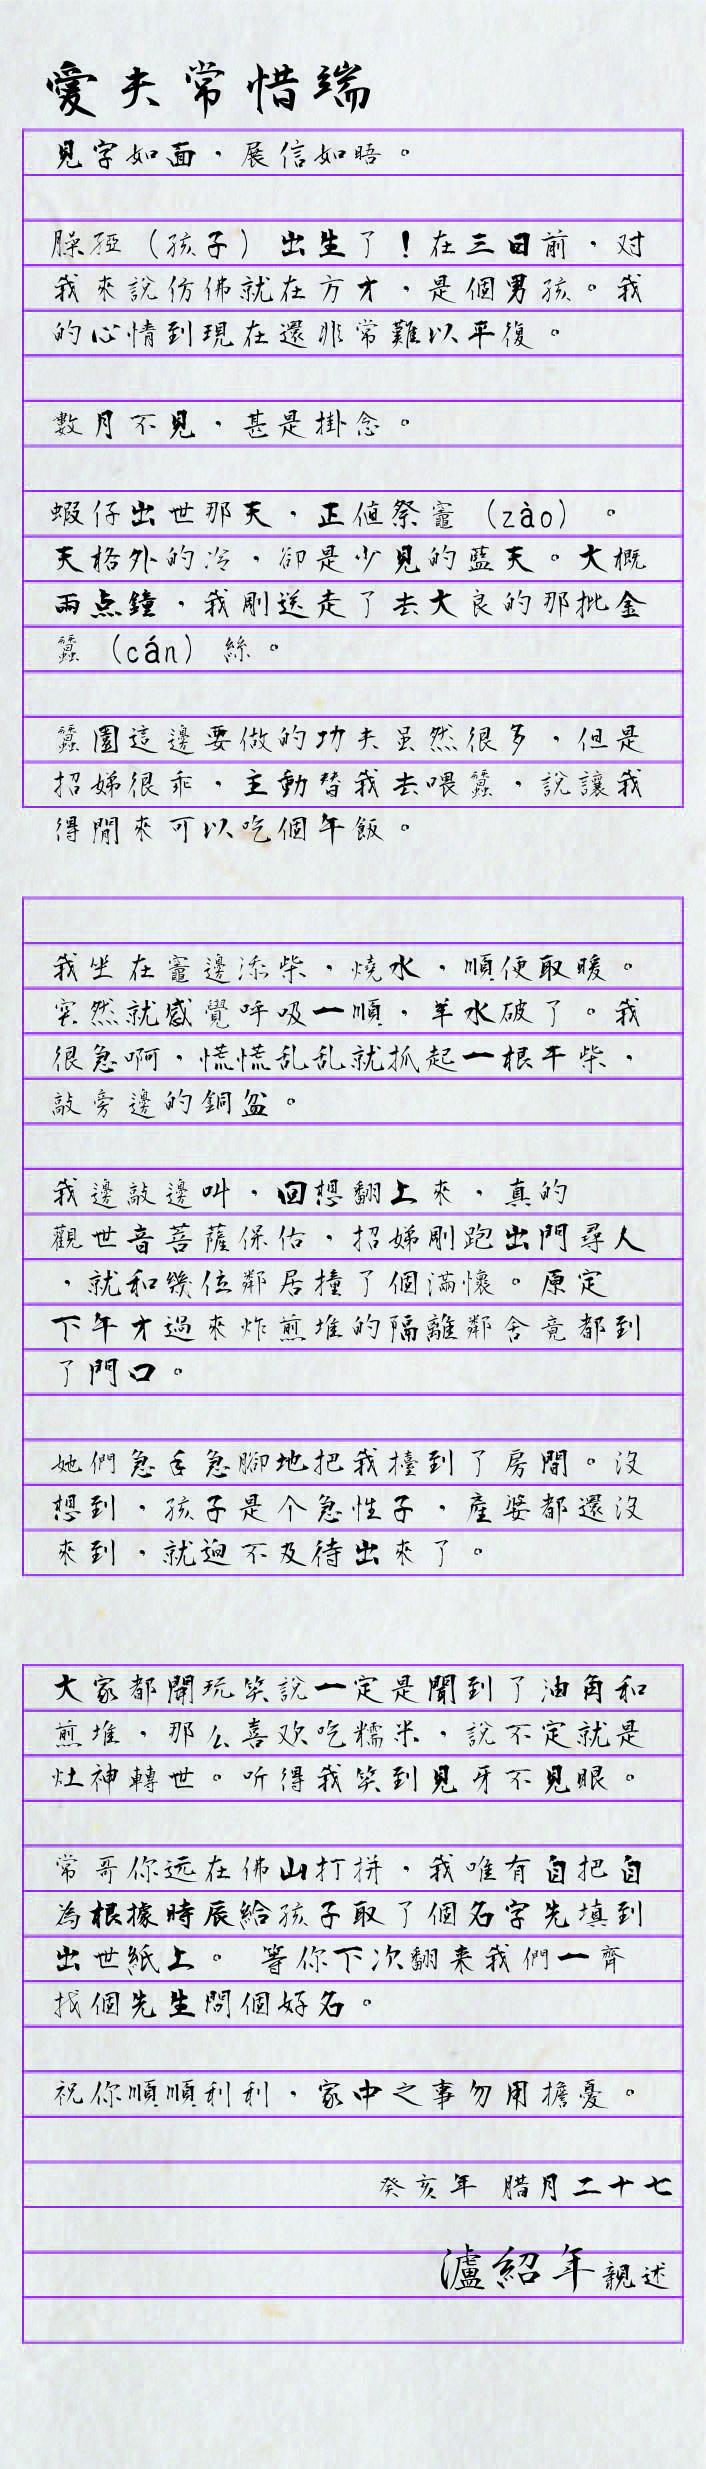 愛夫常惜端
見字如面，展信如晤。
臊孲（孩子）出生了！在三日前，对
我來說仿佛就在方才，是個男孩。我
的心情到現在還非常難以平復。
數月不見，甚是掛念。
蝦仔出世那天，正值祭竈（zào）。
天格外的冷，卻是少見的藍天。大概
兩点鐘，我剛送走了去大良的那批金
蠶（cán）絲。
蠶園這邊要做的功夫虽然很多，但是
招娣很乖，主動替我去喂蠶，說讓我
得閒來可以吃個午飯。
我坐在竈邊添柴，燒水，順便取暖。
突然就感覺呼吸一順，羊水破了。我
很急啊，慌慌乱乱就抓起一根干柴，
敲旁邊的銅盆。
我邊敲邊叫，回想翻上來，真的
觀世音菩薩保佑，招娣剛跑出門尋人
，就和幾位鄰居撞了個滿懷。原定
下午才過來炸煎堆的隔離鄰舍竟都到
了門口。
她們急手急腳地把我擡到了房間。沒
想到，孩子是个急性子，產婆都還沒
來到，就迫不及待出來了。
大家都開玩笑說一定是聞到了油角和
煎堆，那么喜欢吃糯米，說不定就是
灶神轉世。听得我笑到見牙不見眼。
常哥你远在佛山打拼，我唯有自把自
為根據時辰給孩子取了個名字先填到
出世紙上。 等你下次翻来我們一齊
找個先生問個好名。
祝你順順利利，家中之事勿用擔憂。
癸亥年 腊月二十七
瀘紹年親述